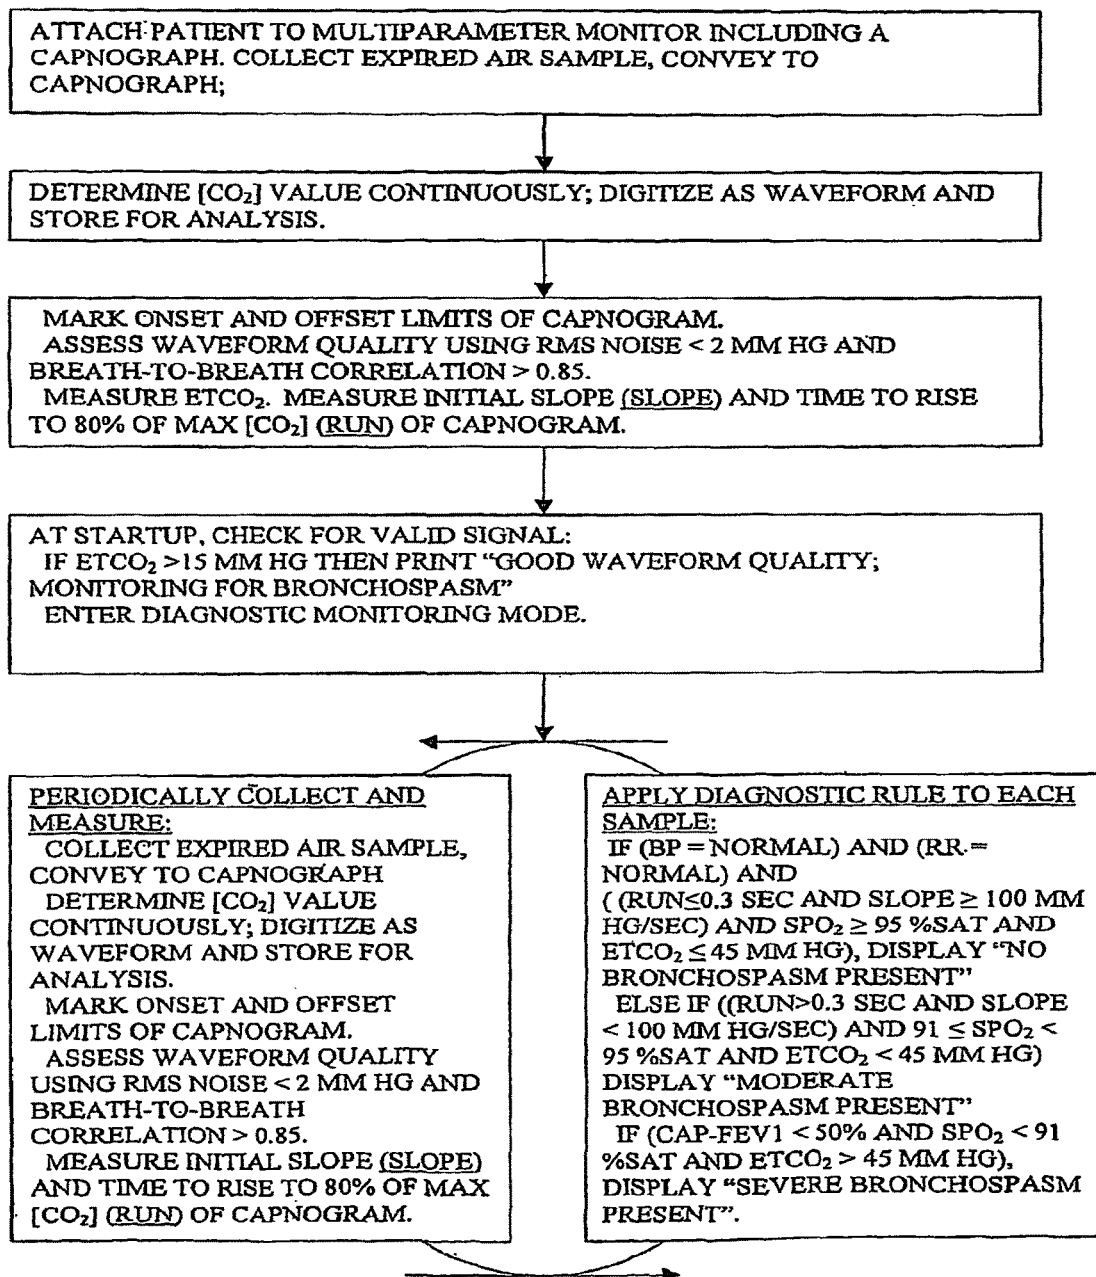 ATTACH PATIENT TO MULTIPARAMETER MONITOR INCLUDING A
CAPNOGRAPH. COLLECT EXPIRED AIR SAMPLE, CONVEY TO
CAPNOGRAPH;
DETERMINE [CO₂] VALUE CONTINUOUSLY; DIGITIZE AS WAVEFORM AND
STORE FOR ANALYSIS.
MARK ONSET AND OFFSET LIMITS OF CAPNOGRAM.
ASSESS WAVEFORM QUALITY USING RMS NOISE < 2 MM HG AND
BREATH-TO-BREATH CORRELATION > 0.85.
MEASURE ETCO₂. MEASURE INITIAL SLOPE (SLOPE) AND TIME TO RISE
TO 80% OF MAX [CO₂] (RUN) OF CAPNOGRAM.
AT STARTUP, CHECK FOR VALID SIGNAL:
IF ETCO₂ >15 MM HG THEN PRINT “GOOD WAVEFORM QUALITY;
MONITORING FOR BRONCHOSPASM”
ENTER DIAGNOSTIC MONITORING MODE.
PERIODICALLY COLLECT AND
MEASURE:
COLLECT EXPIRED AIR SAMPLE,
CONVEY TO CAPNOGRAPH
DETERMINE [CO₂] VALUE
CONTINUOUSLY; DIGITIZE AS
WAVEFORM AND STORE FOR
ANALYSIS.
MARK ONSET AND OFFSET
LIMITS OF CAPNOGRAM.
ASSESS WAVEFORM QUALITY
USING RMS NOISE < 2 MM HG AND
BREATH-TO-BREATH
CORRELATION > 0.85.
MEASURE INITIAL SLOPE (SLOPE)
AND TIME TO RISE TO 80% OF MAX
[CO₂] (RUN) OF CAPNOGRAM.
APPLY DIAGNOSTIC RULE TO EACH
SAMPLE:
IF (BP = NORMAL) AND (RR =
NORMAL) AND
( (RUN≤0.3 SEC AND SLOPE ≥ 100 MM
HG/SEC) AND SPO₂ ≥ 95 %SAT AND
ETCO₂ ≤ 45 MM HG), DISPLAY “NO
BRONCHOSPASM PRESENT”
ELSE IF ((RUN>0.3 SEC AND SLOPE
< 100 MM HG/SEC) AND 91 ≤ SPO₂ <
95 %SAT AND ETCO₂ < 45 MM HG)
DISPLAY “MODERATE
BRONCHOSPASM PRESENT”
IF (CAP-FEV1 < 50% AND SPO₂ < 91
%SAT AND ETCO₂ > 45 MM HG),
DISPLAY “SEVERE BRONCHOSPASM
PRESENT”.